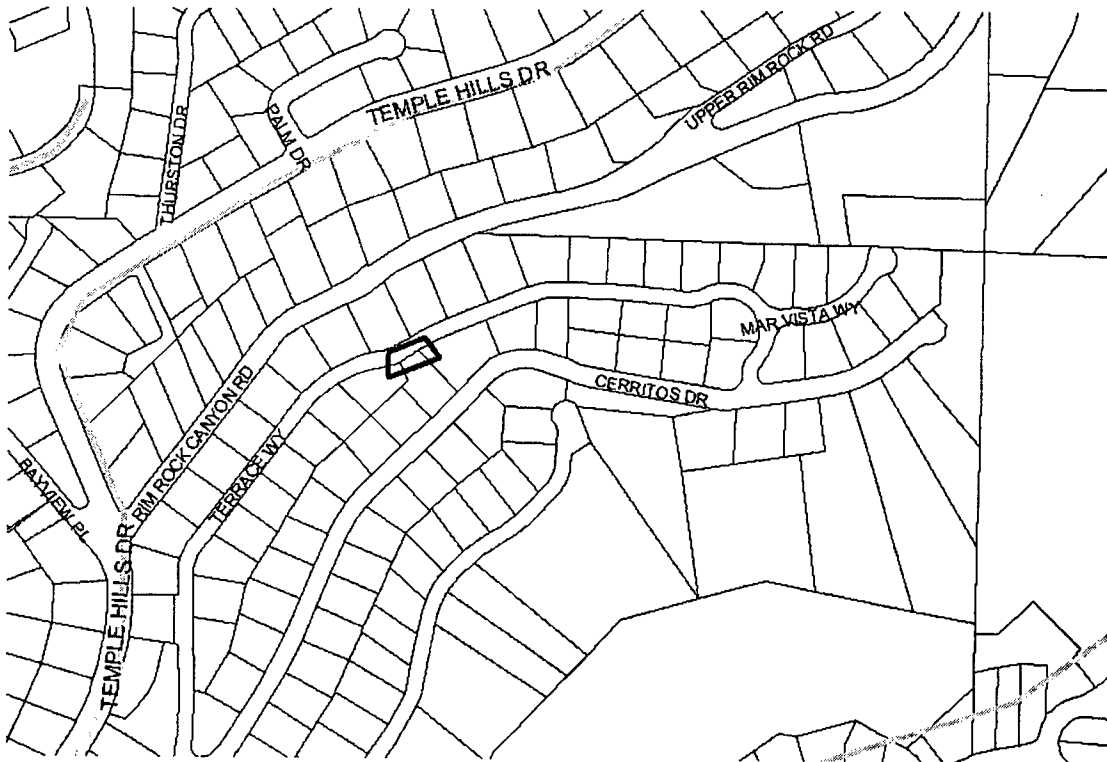 TEMPLE HILLS DR
UPPER RIM ROCK RD
PALM DR
THURSTON DR
MAR VISTA WY
CERRITOS DR
RIM ROCK CANYON RD
TERRACE WY
BAYVIEW PL
TEMPLE HILLS DR